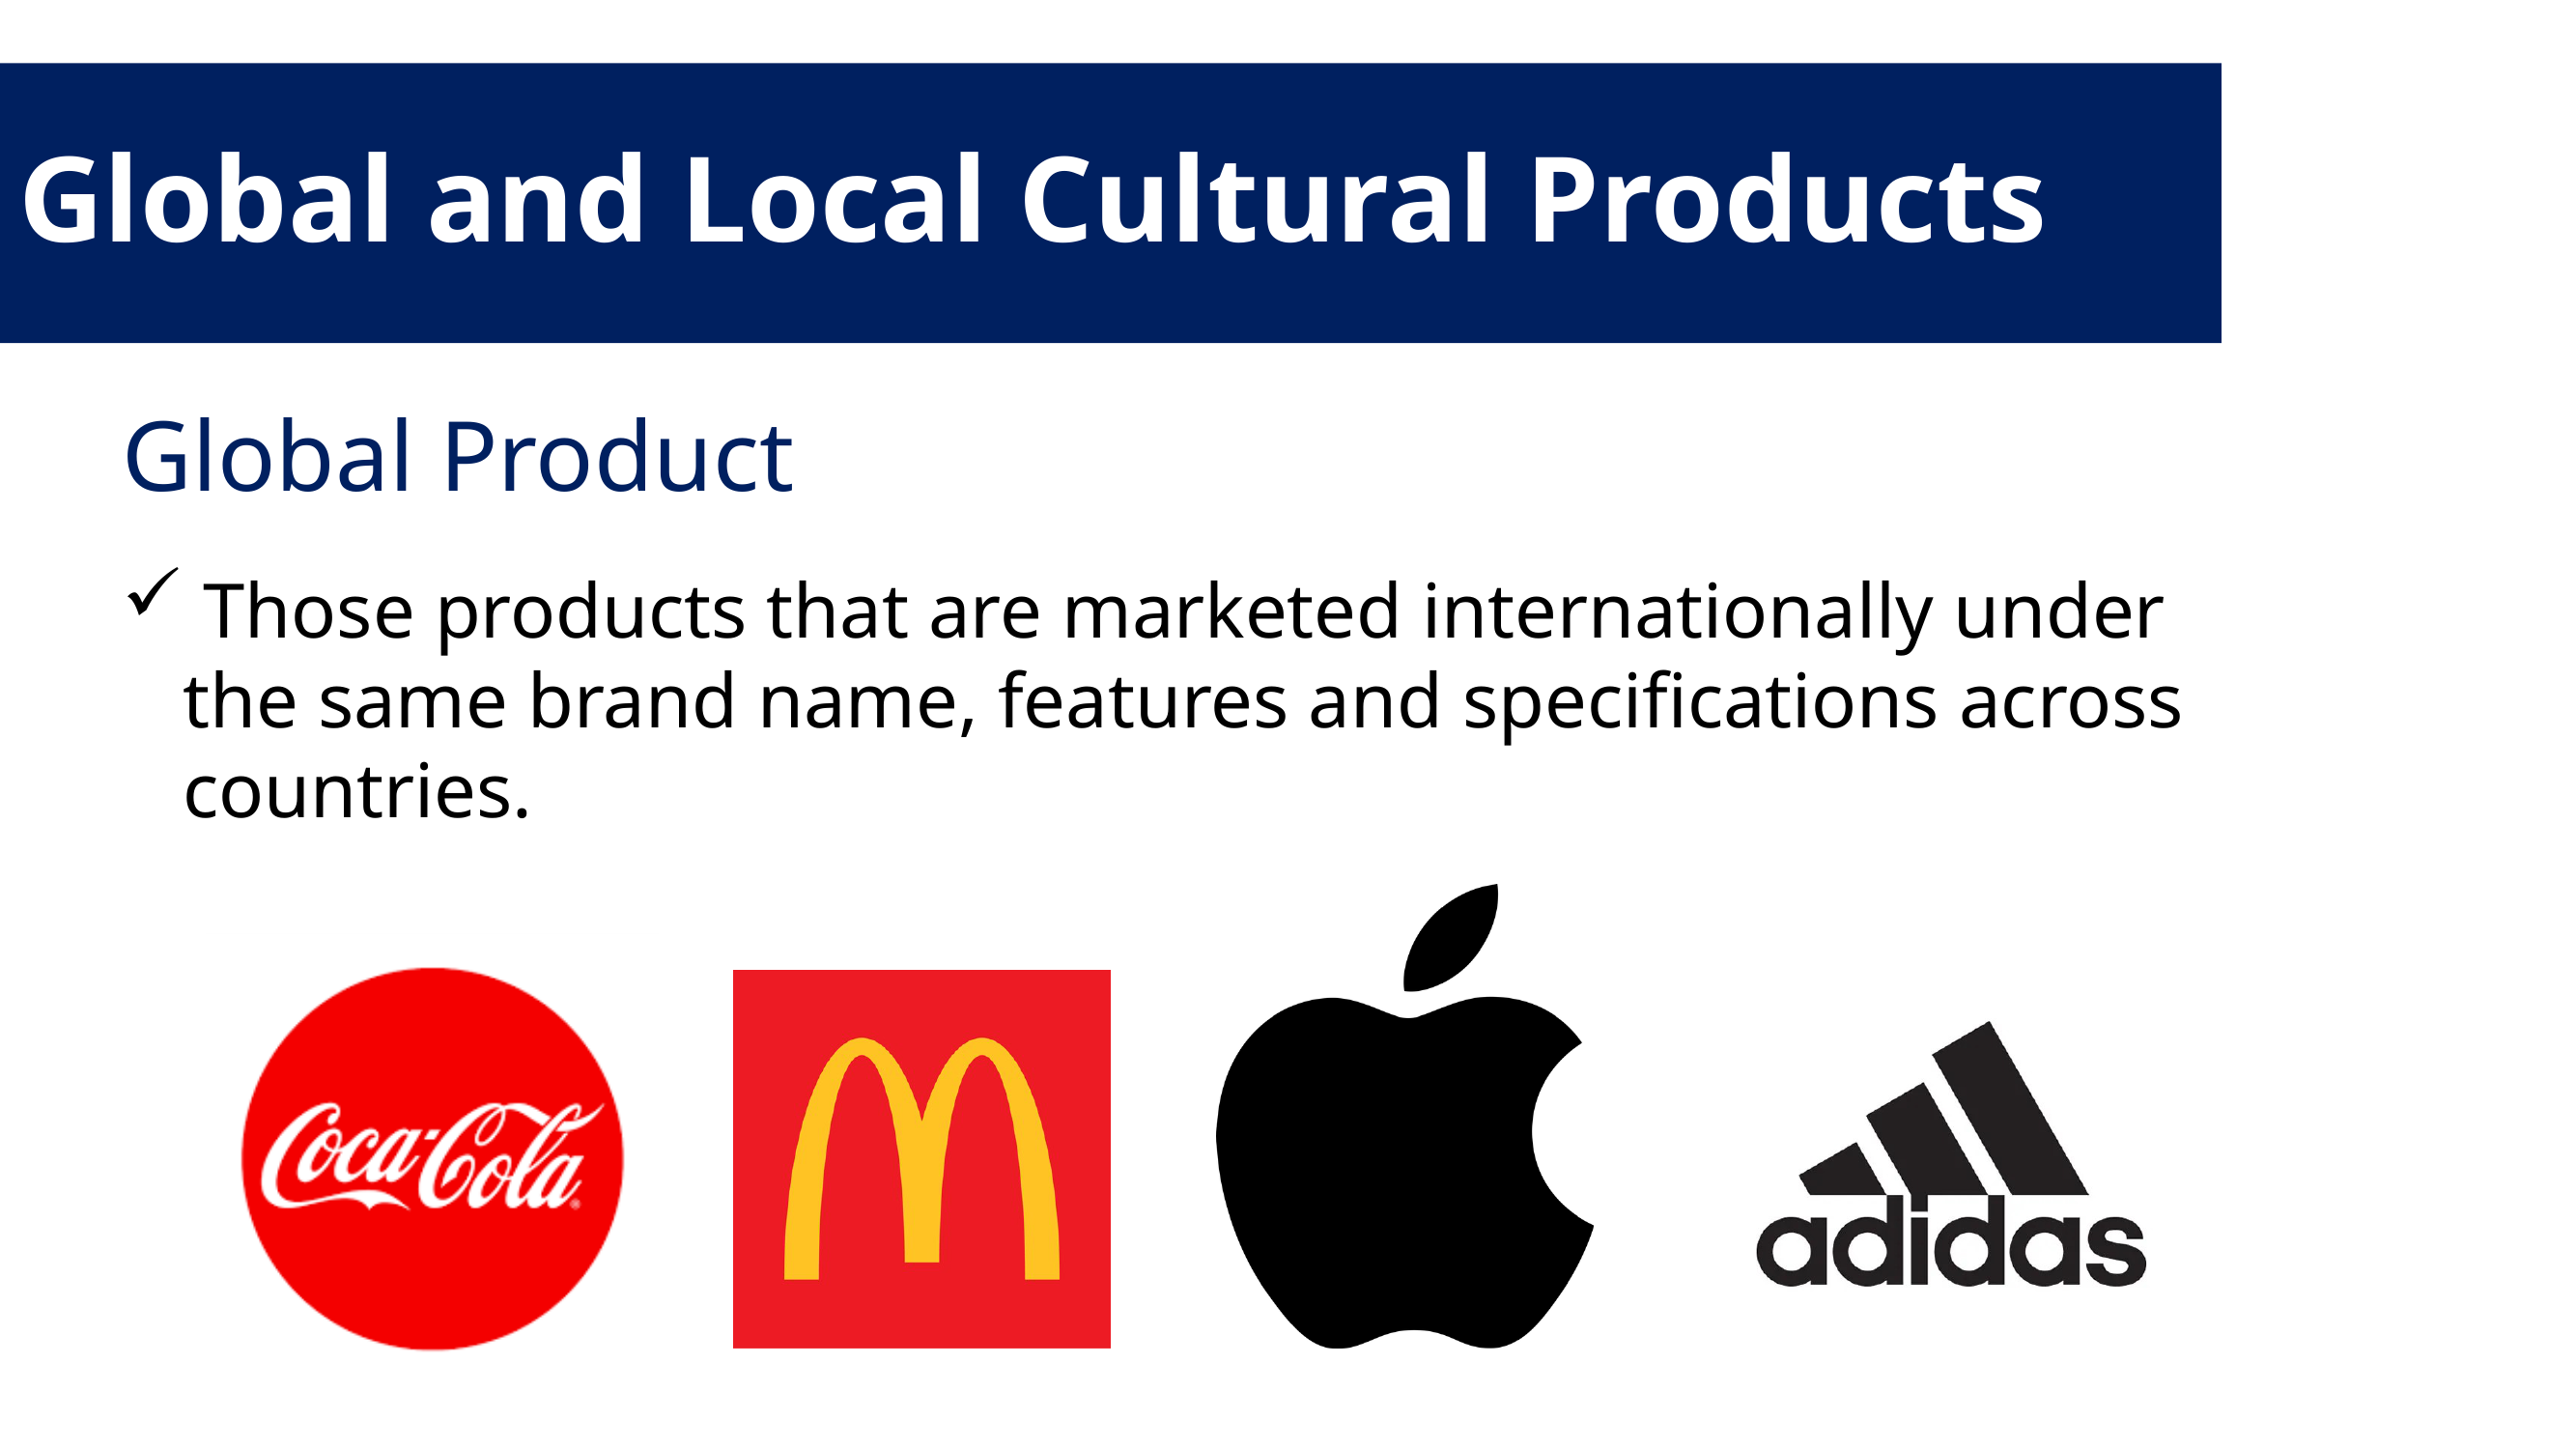 Global and Local Cultural Products
Global Product
✓ Those products that are marketed internationally under
the same brand name, features and specifications across
countries.
Coca-Cola
adidas